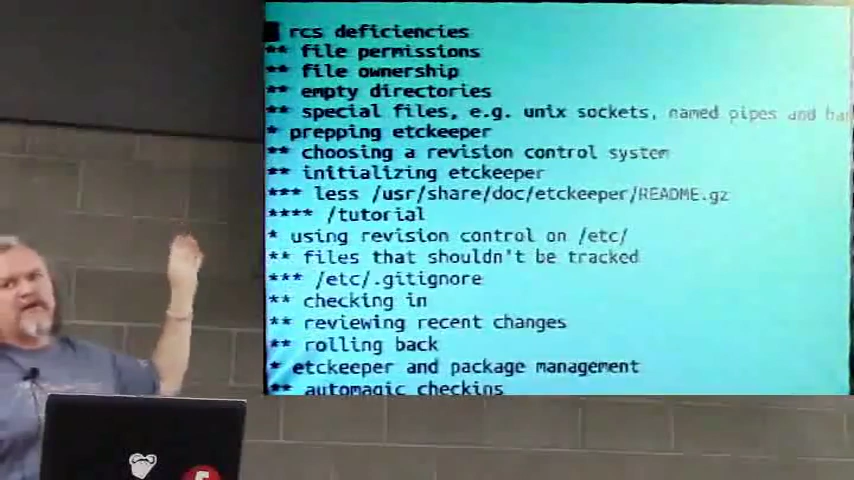 rcs deficiencies
** file permissions
** file ownership
** empty directories
** special files, e.g. unix sockets, named pipes and
* prepping etckeeper
** choosing a revision control system
** initializing etckeeper
*** less /usr/share/doc/etckeeper/README.gz
**** /tutorial
* using revision control on /etc/
** files that shouldn't be tracked
*** /etc/.gitignore
** checking in
** reviewing recent changes
** rolling back
* etckeeper and package management
** automagic checkins